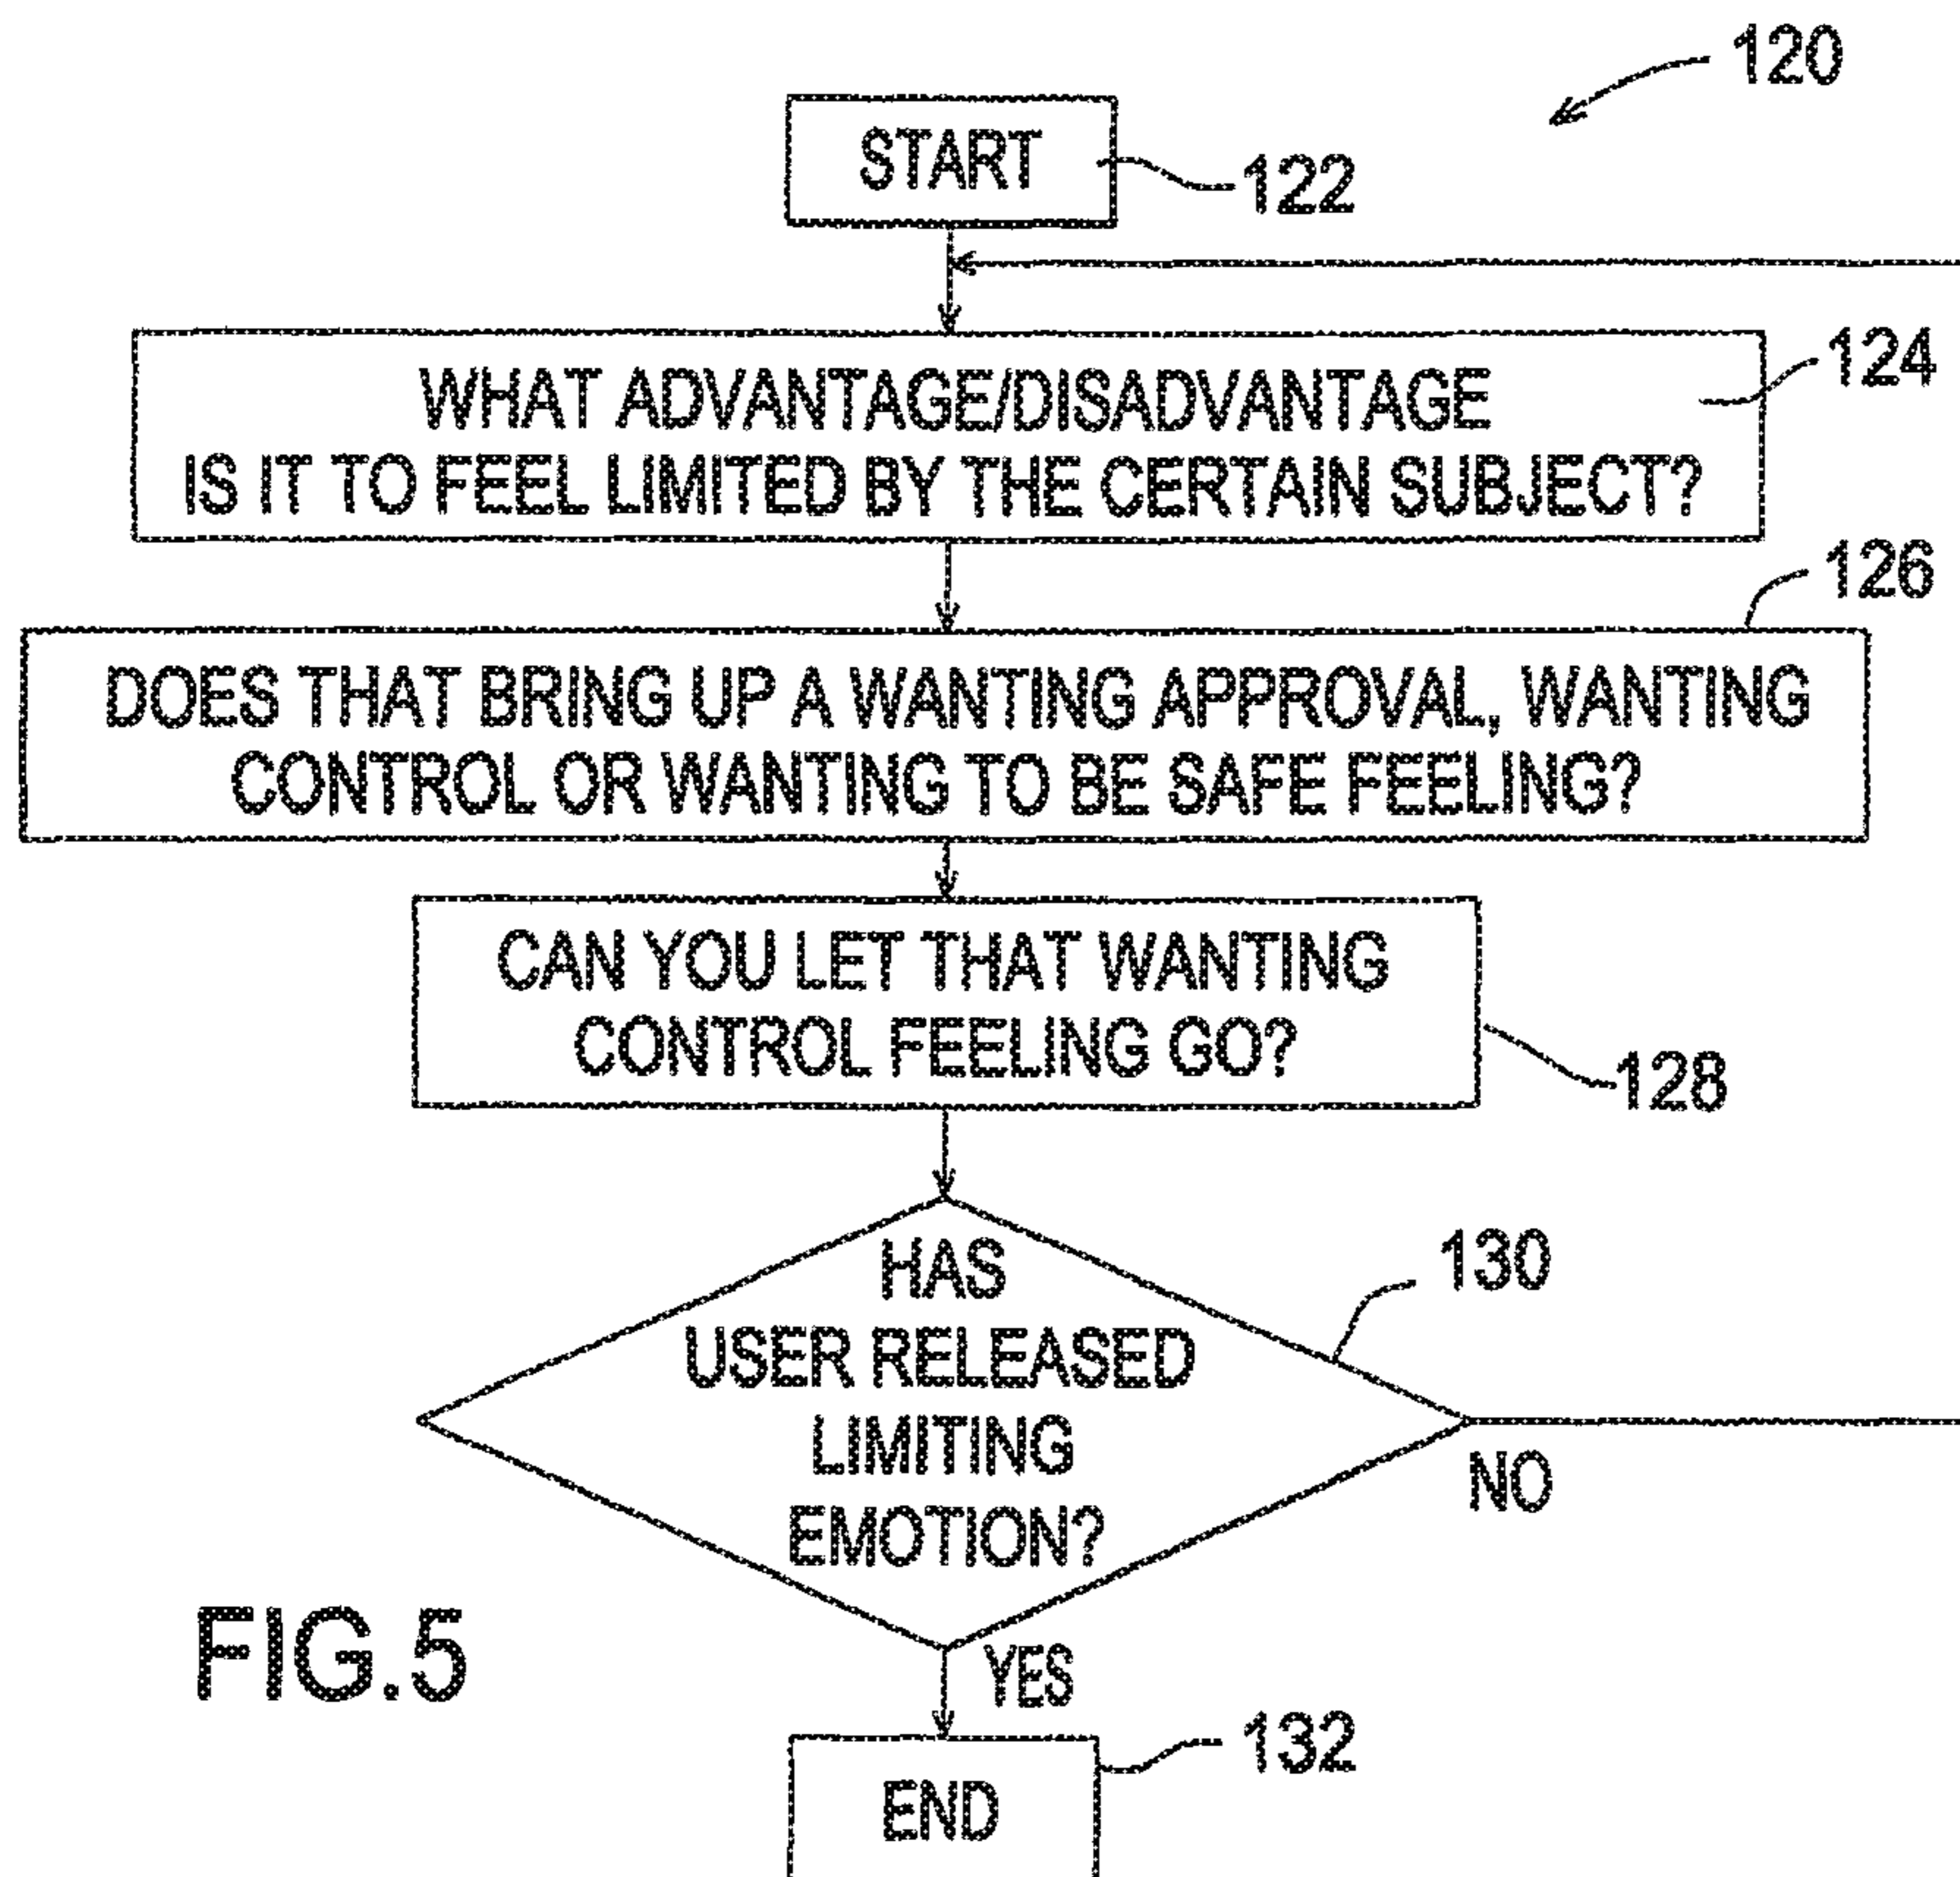 120
START
122
WHAT ADVANTAGE/DISADVANTAGE
124
IS IT TO FEEL LIMITED BY THE CERTAIN SUBJECT?
126
DOES THAT BRING UP A WANTING APPROVAL, WANTING
CONTROL OR WANTING TO BE SAFE FEELING?
CAN YOU LET THAT WANTING
CONTROL FEELING GO?
128
HAS
USER RELEASED
LIMITING
EMOTION?
130
NO
YES
FIG.5
132
END